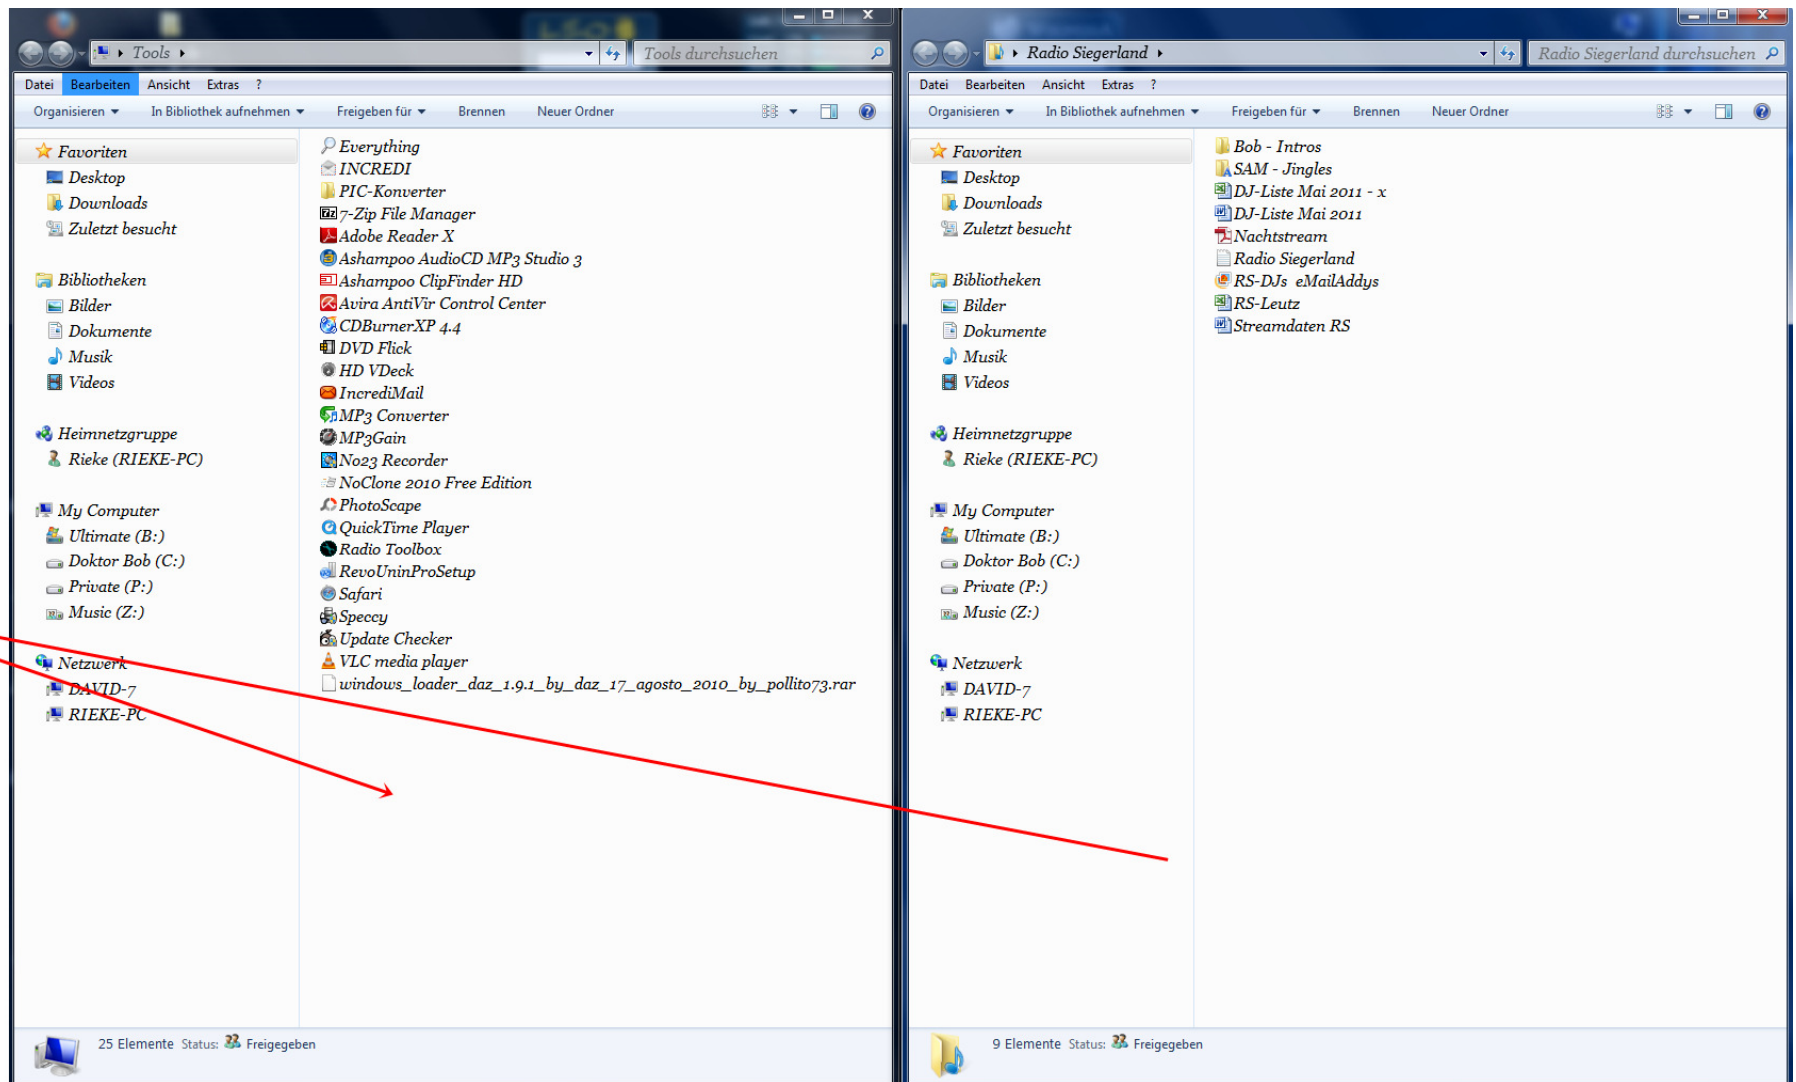 Tools
Tools durchsuchen
Datei Bearbeiten Ansicht Extras ?
Organisieren In Bibliothek aufnehmen Freigeben für Brennen Neuer Ordner
Favoriten
Desktop
Downloads
Zuletzt besucht
Bibliotheken
Bilder
Dokumente
Musik
Videos
Heimnetzgruppe
Rieke (RIEKE-PC)
My Computer
Ultimate (B:)
Doktor Bob (C:)
Private (P:)
Music (Z:)
Netzwerk
DAVID-7
RIEKE-PC
Everything
INCREDI
PIC-Konverter
7-Zip File Manager
Adobe Reader X
Ashampoo AudioCD MP3 Studio 3
Ashampoo ClipFinder HD
Avira AntiVir Control Center
CDBurnerXP 4.4
DVD Flick
HD VDeck
IncrediMail
MP3 Converter
MP3Gain
No23 Recorder
NoClone 2010 Free Edition
PhotoScape
QuickTime Player
Radio Toolbox
RevoUninProSetup
Safari
Speccy
Update Checker
VLC media player
windows_loader_daz_1.9.1_by_daz_17_agosto_2010_by_pollito73.rar
25 Elemente Status: Freigegeben
Radio Siegerland
Radio Siegerland durchsuchen
Datei Bearbeiten Ansicht Extras ?
Organisieren In Bibliothek aufnehmen Freigeben für Brennen Neuer Ordner
Favoriten
Desktop
Downloads
Zuletzt besucht
Bibliotheken
Bilder
Dokumente
Musik
Videos
Heimnetzgruppe
Rieke (RIEKE-PC)
My Computer
Ultimate (B:)
Doktor Bob (C:)
Private (P:)
Music (Z:)
Netzwerk
DAVID-7
RIEKE-PC
Bob - Intros
SAM - Jingles
DJ-Liste Mai 2011 - x
DJ-Liste Mai 2011
Nachtstream
Radio Siegerland
RS-DJs eMailAddys
RS-Leutz
Streamdaten RS
9 Elemente Status: Freigegeben